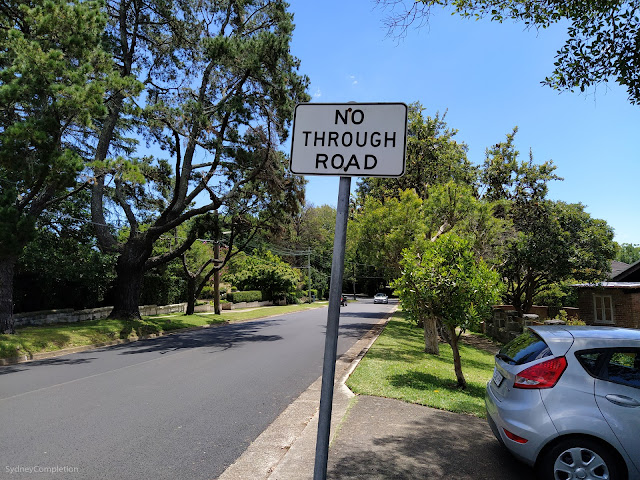 NO
THROUGH
ROAD
SydneyCompletion